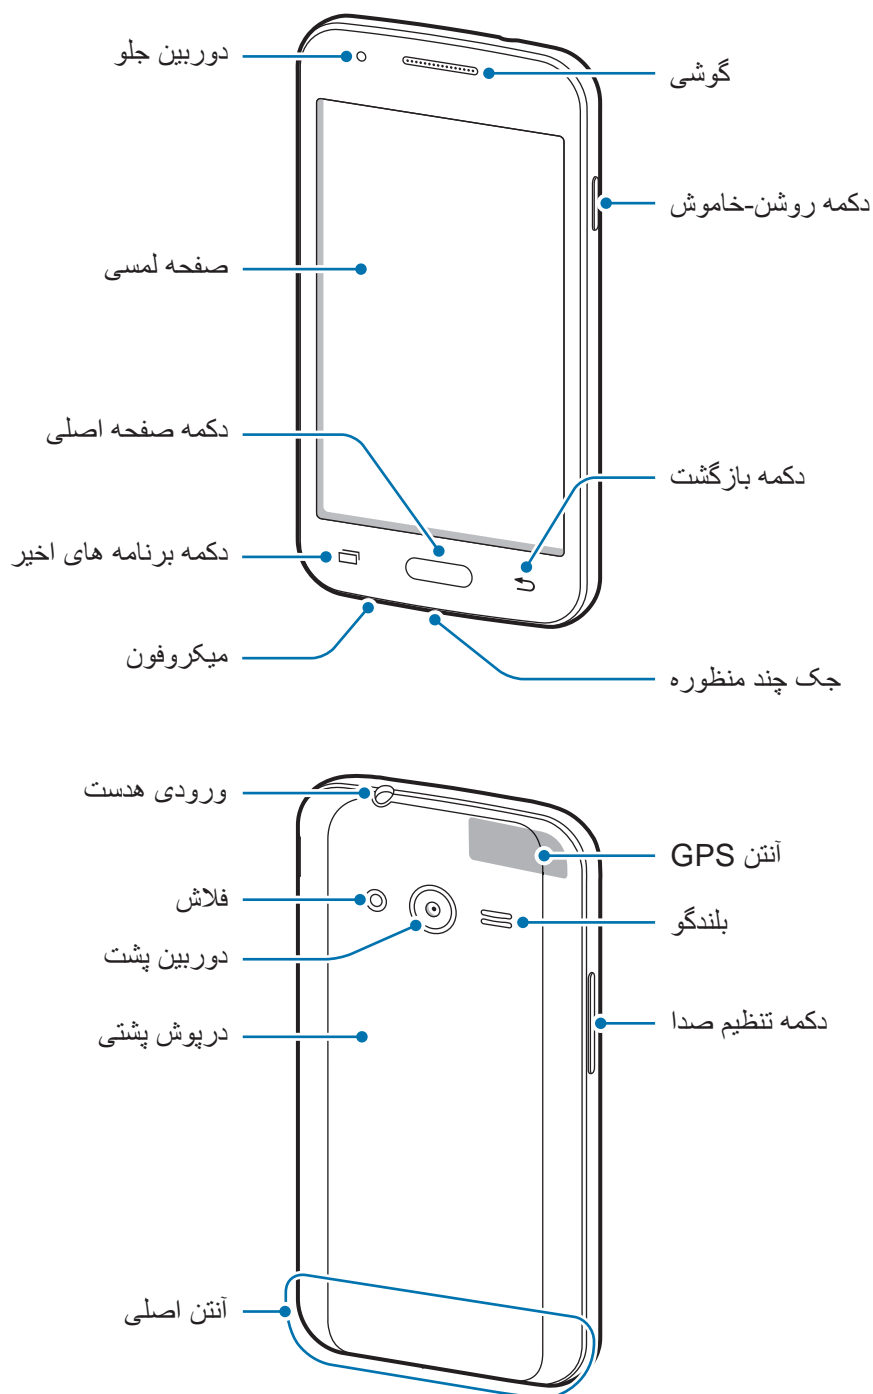 دوربین جلو
گوشی
دکمه روشن-خاموش
صفحه لمسی
دکمه صفحه اصلی
دکمه بازگشت
دکمه برنامه های اخیر
میکروفون
جک چند منظوره
ورودی هدست
آنتن GPS
فلاش
بلندگو
دوربین پشت
دکمه تنظیم صدا
درپوش پشتی
آنتن اصلی